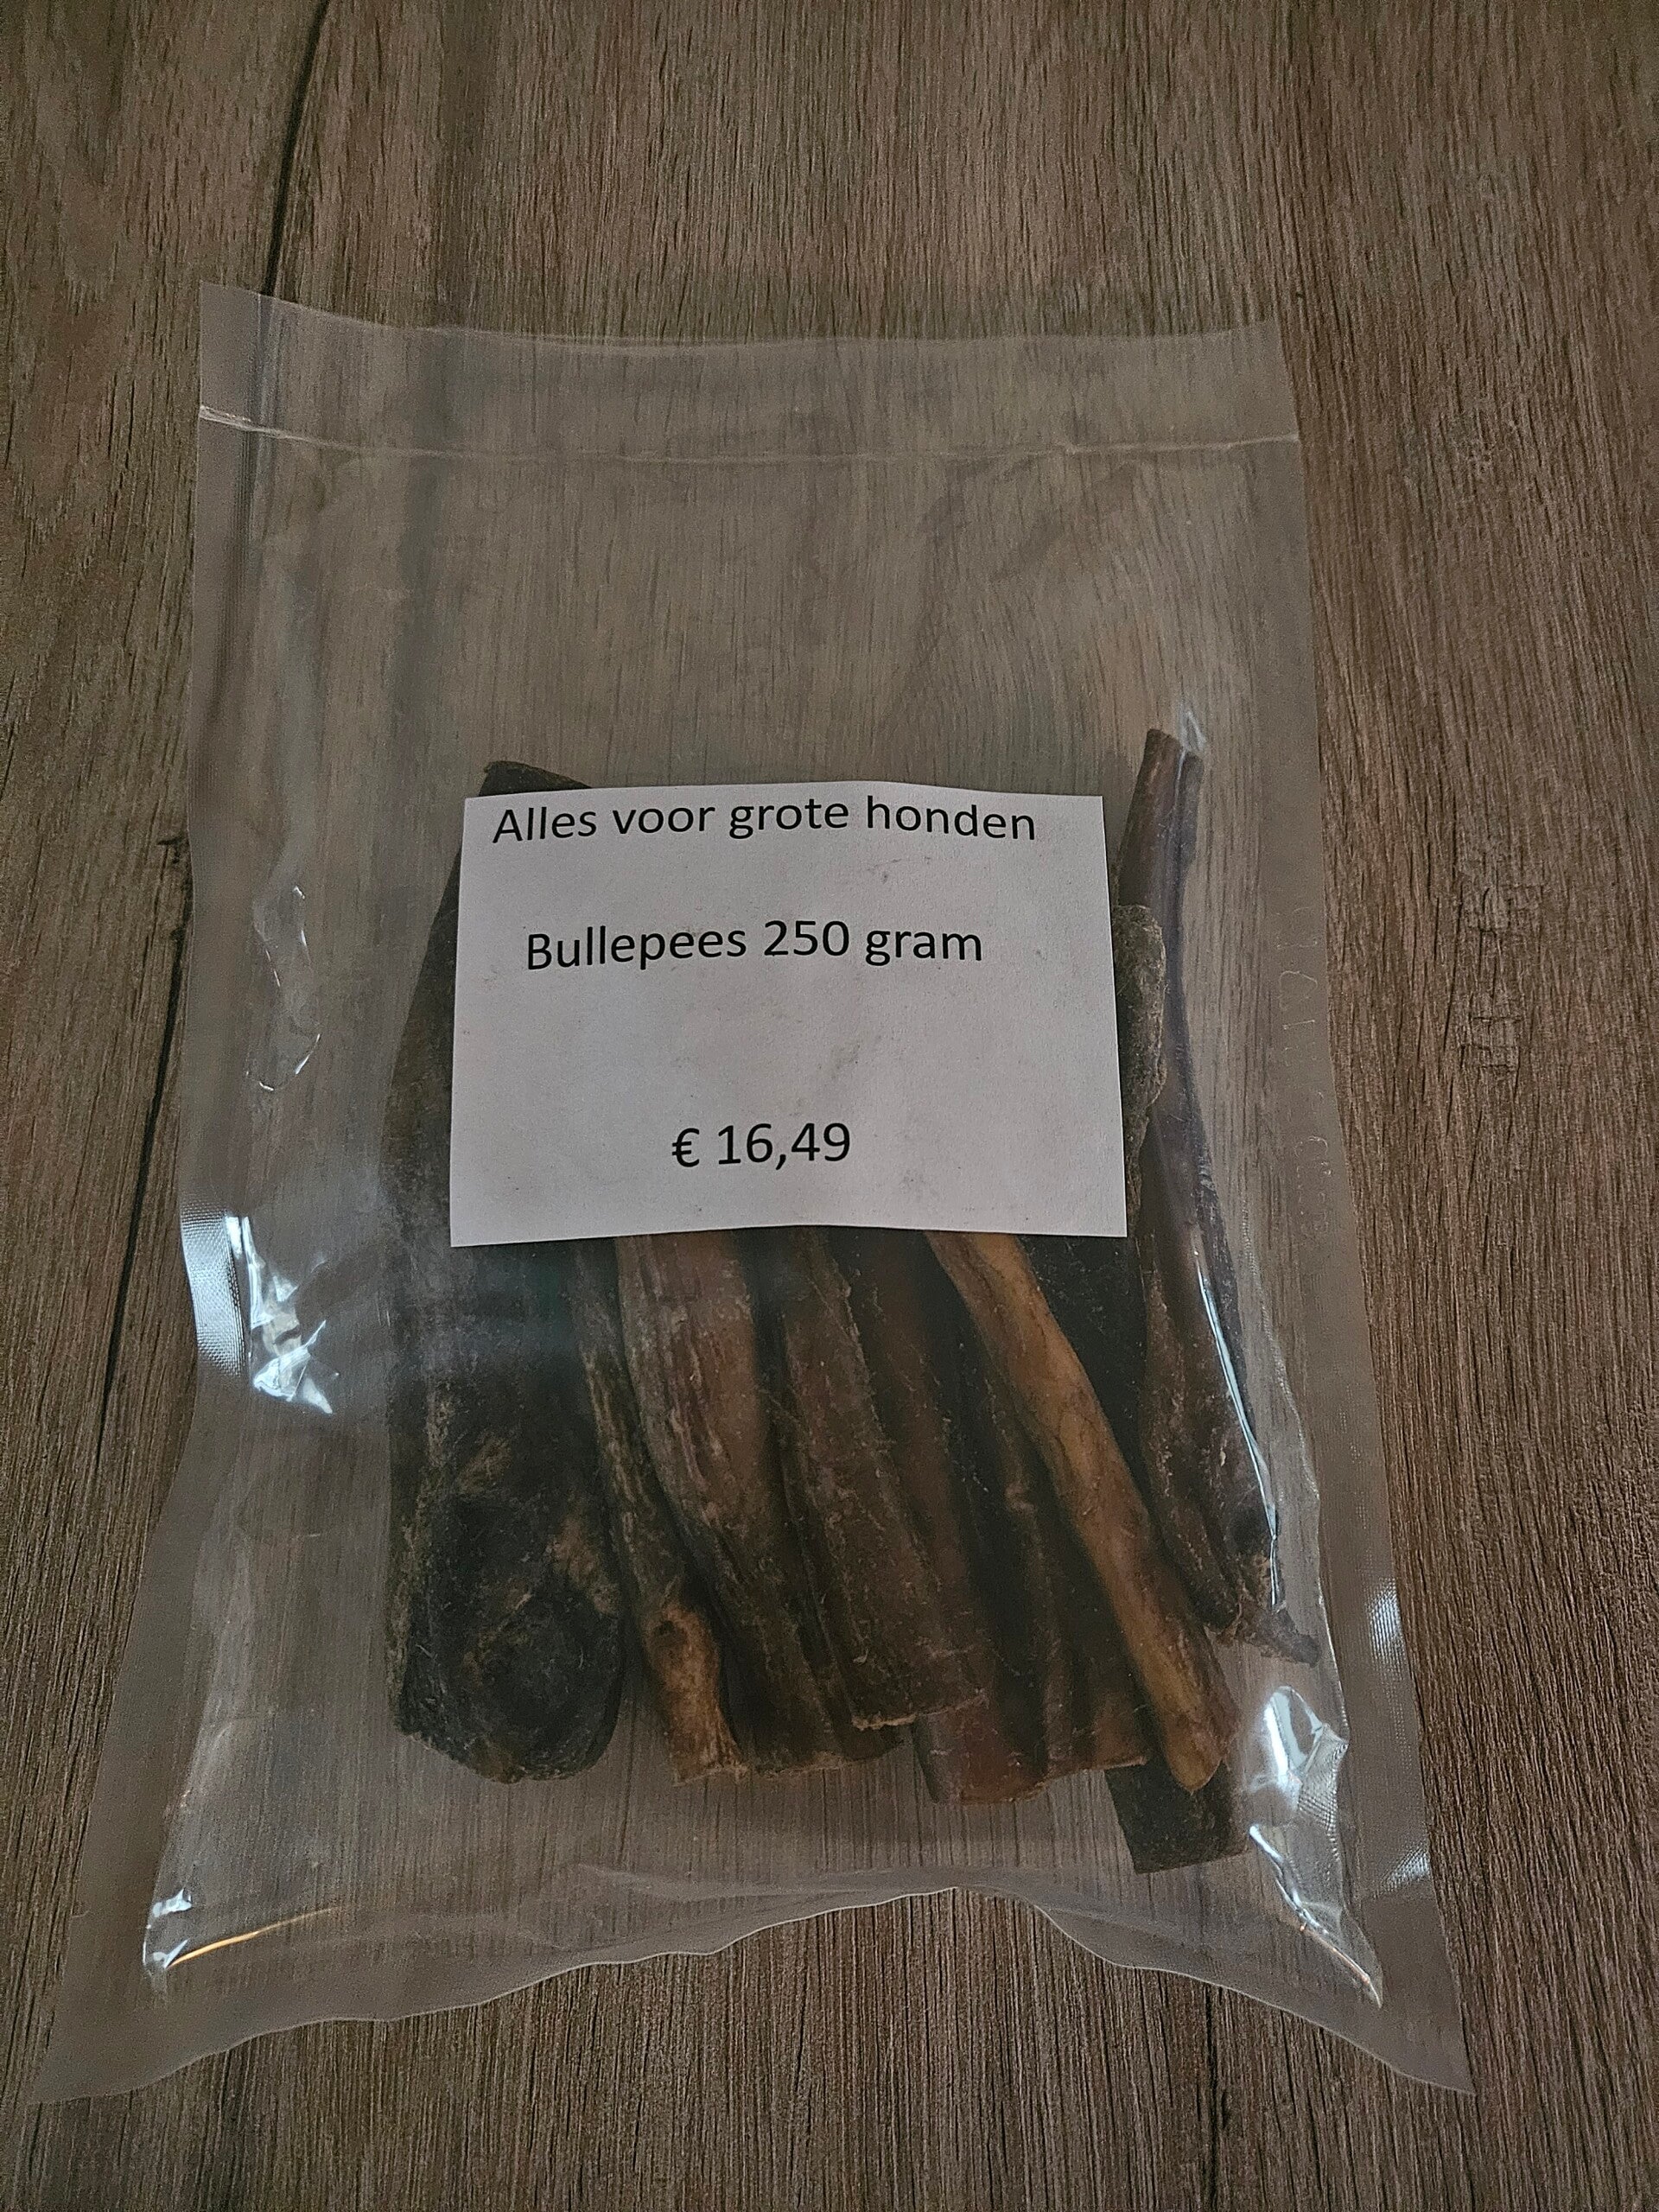 Alles voor grote honden
Bullepees 250 gram
€ 16,49